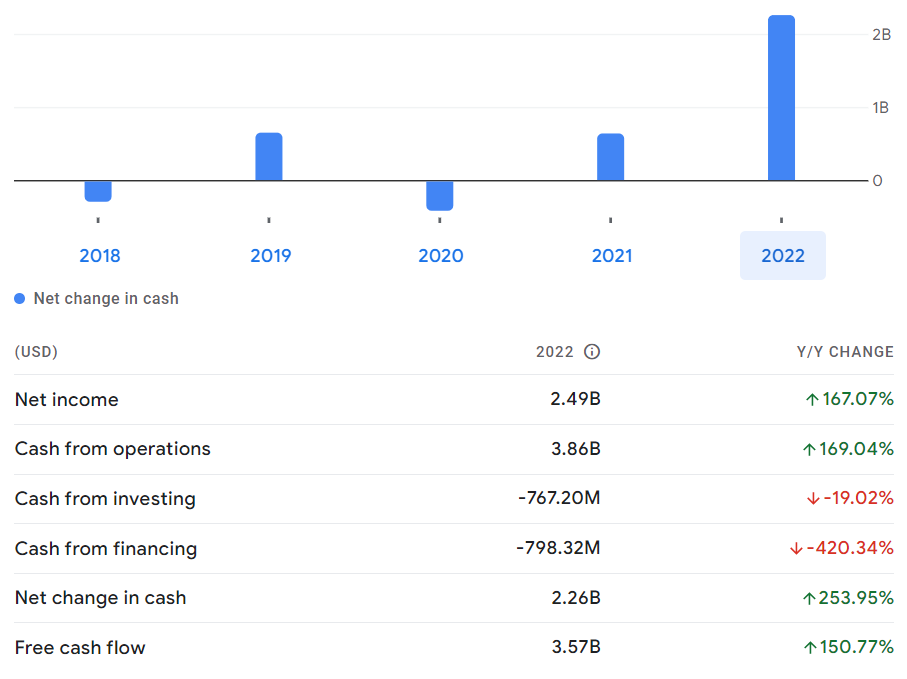 2B
1B
0
2018 2019 2020 2021 2022
Net change in cash
(USD) 2022 Y/Y CHANGE
Net income 2.49B ↑167.07%
Cash from operations 3.86B ↑169.04%
Cash from investing -767.20M ↓-19.02%
Cash from financing -798.32M ↓-420.34%
Net change in cash 2.26B ↑253.95%
Free cash flow 3.57B ↑150.77%